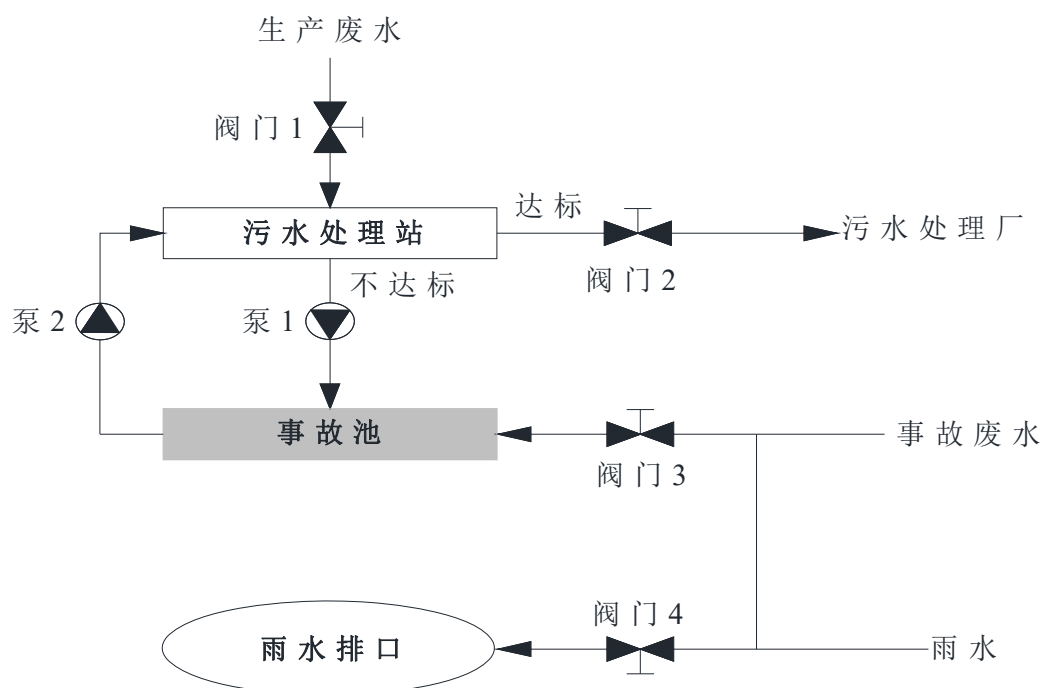 生产废水
阀门1
达标
污水处理站
污水处理厂
不达标
阀门2
泵2
泵1
事故池
事故废水
阀门3
阀门4
雨水排口
雨水